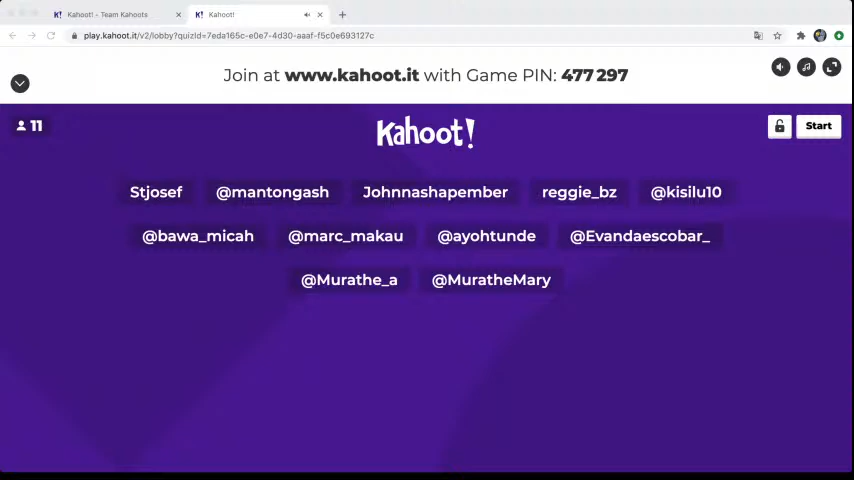 Kahoot! - Team Kahoots
Kahoot!
play.kahoot.it/v2/lobby?quizId=7eda165c-e0e7-4d30-aaaf-f5c0e693127c
Join at www.kahoot.it with Game PIN: 477 297
11
Kahoot!
Start
Stjosef @mantongash Johnnashapember reggie_bz @kisilu10
@bawa_micah @marc_makau @ayohtunde @Evandaescobar_
@Murathe_a @MuratheMary